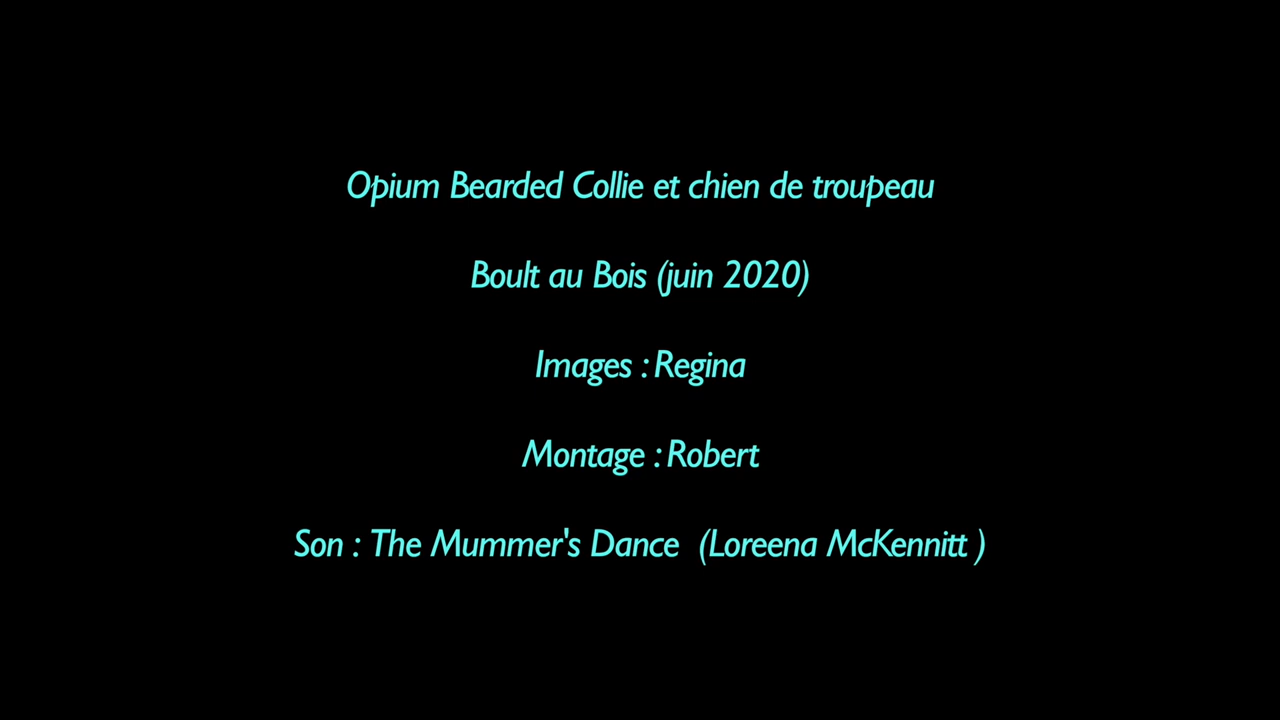 Opium Bearded Collie et chien de troupeau
Boult au Bois (juin 2020)
Images : Regina
Montage : Robert
Son : The Mummer's Dance  (Loreena McKennitt )